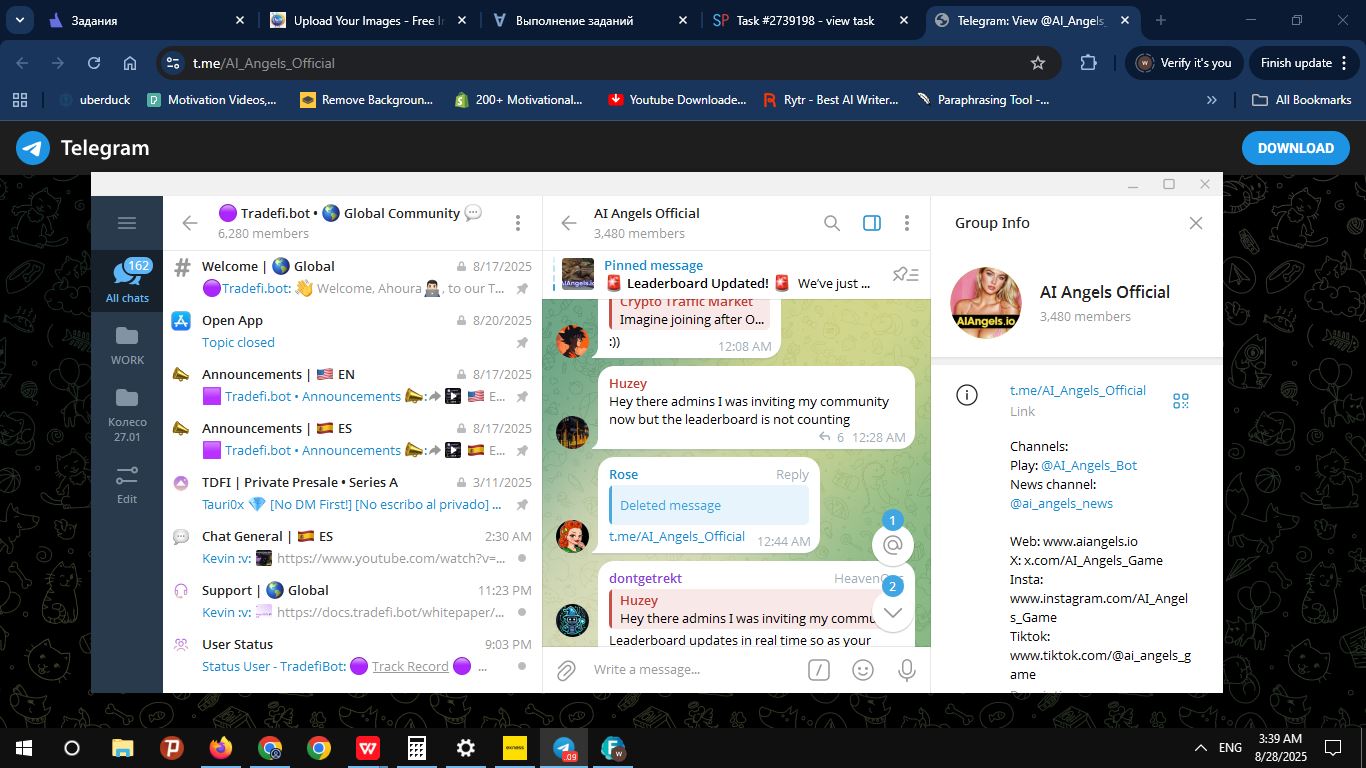 Задания
Upload Your Images - Free Ir
Выполнение заданий
Task #2739198 - view task
Telegram: View @AI_Angels_
t.me/AI_Angels_Official
Verify it's you
Finish update
uberduck
Motivation Videos,...
Remove Backgroun...
200+ Motivational...
Youtube Downloade...
Rytr - Best AI Writer...
Paraphrasing Tool -...
All Bookmarks
Telegram
DOWNLOAD
162
All chats
WORK
Колесо
27.01
Edit
🟣 Tradefi.bot • 🌎 Global Community 💬
6,280 members
Welcome | 🌎 Global 8/17/2025
🟣Tradefi.bot: 👋 Welcome, Ahoura 👨🏻‍💻, to our T...
Open App 8/20/2025
Topic closed
Announcements | 🇺🇸 EN 8/17/2025
🟪 Tradefi.bot • Announcements 📣: 🇺🇸 E...
Announcements | 🇪🇸 ES 8/17/2025
🟪 Tradefi.bot • Announcements 📣: 🇪🇸 E...
TDFI | Private Presale • Series A 3/11/2025
Tauri0x 💎 [No DM First!] [No escribo al privado] ...
Chat General | 🇪🇸 ES 2:30 AM
Kevin :v: https://www.youtube.com/watch?v=...
Support | 🌎 Global 11:23 PM
Kevin :v: https://docs.tradefi.bot/whitepaper/...
User Status 9:03 PM
Status User - TradefiBot: 🟣 Track Record 🟣 ...
AI Angels Official
3,480 members
Pinned message
🚨 Leaderboard Updated! 🚨 We've just ...
Crypto Traffic Market
Imagine joining after O...
:))
12:08 AM
Huzey
Hey there admins I was inviting my community
now but the leaderboard is not counting
6 12:28 AM
Rose Reply
Deleted message
t.me/AI_Angels_Official 12:44 AM
1
dontgetrekt
2
Huzey
Hey there admins I was inviting my commu
Leaderboard updates in real time so as your
Write a message...
Group Info
AIAngels.io
AI Angels Official
3,480 members
t.me/AI_Angels_Official
Link
Channels:
Play: @AI_Angels_Bot
News channel:
@ai_angels_news
Web: www.aiangels.io
X: x.com/AI_Angels_Game
Insta:
www.instagram.com/AI_Angel
s_Game
Tiktok:
www.tiktok.com/@ai_angels_g
ame
ENG
3:39 AM
8/28/2025